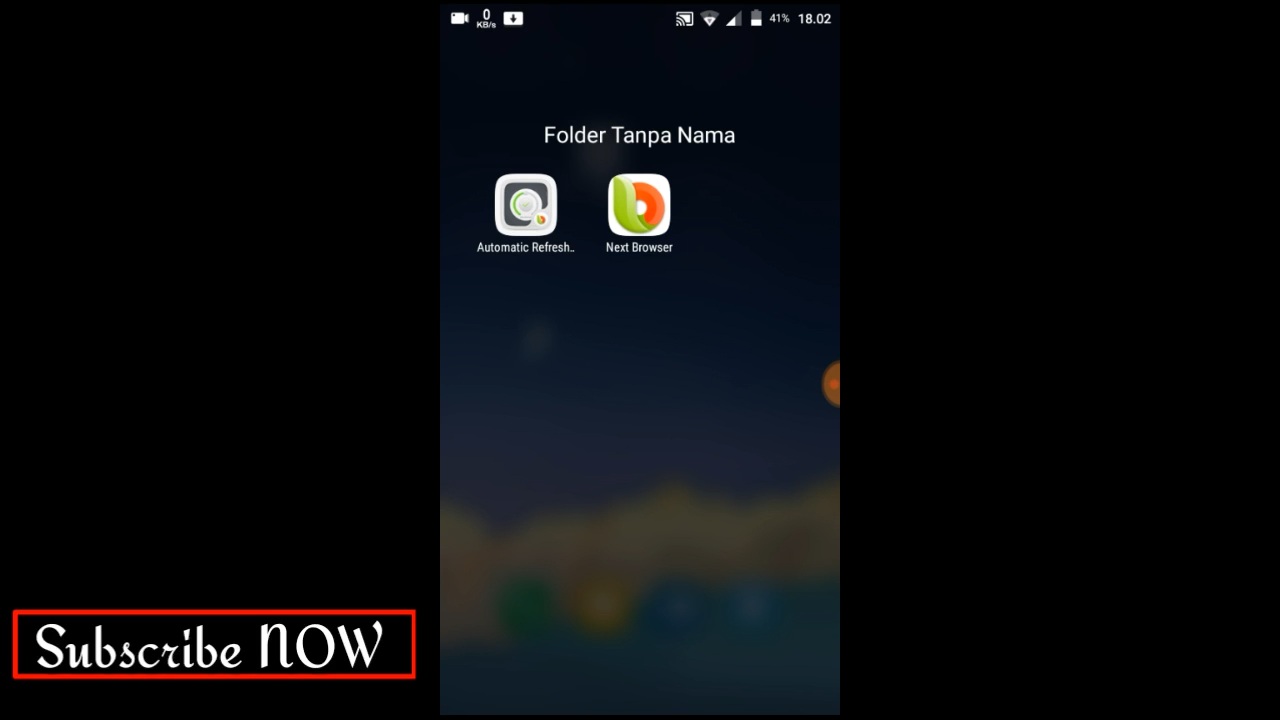 0
KB/s
41% 18.02
Folder Tanpa Nama
Automatic Refresh..
Next Browser
Subscribe NOW